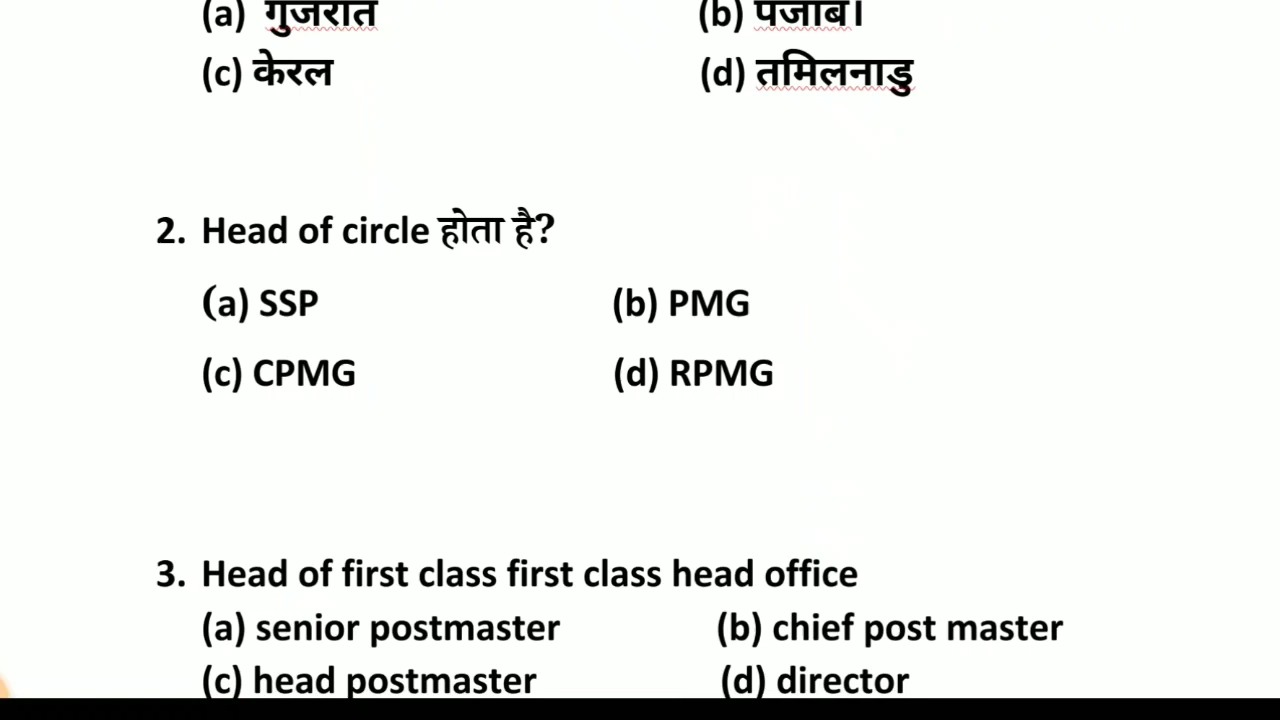 (a) गुजरात (b) पंजाब।
(c) केरल (d) तमिलनाडु
2. Head of circle होता है?
(a) SSP (b) PMG
(c) CPMG (d) RPMG
3. Head of first class first class head office
(a) senior postmaster (b) chief post master
(c) head postmaster (d) director